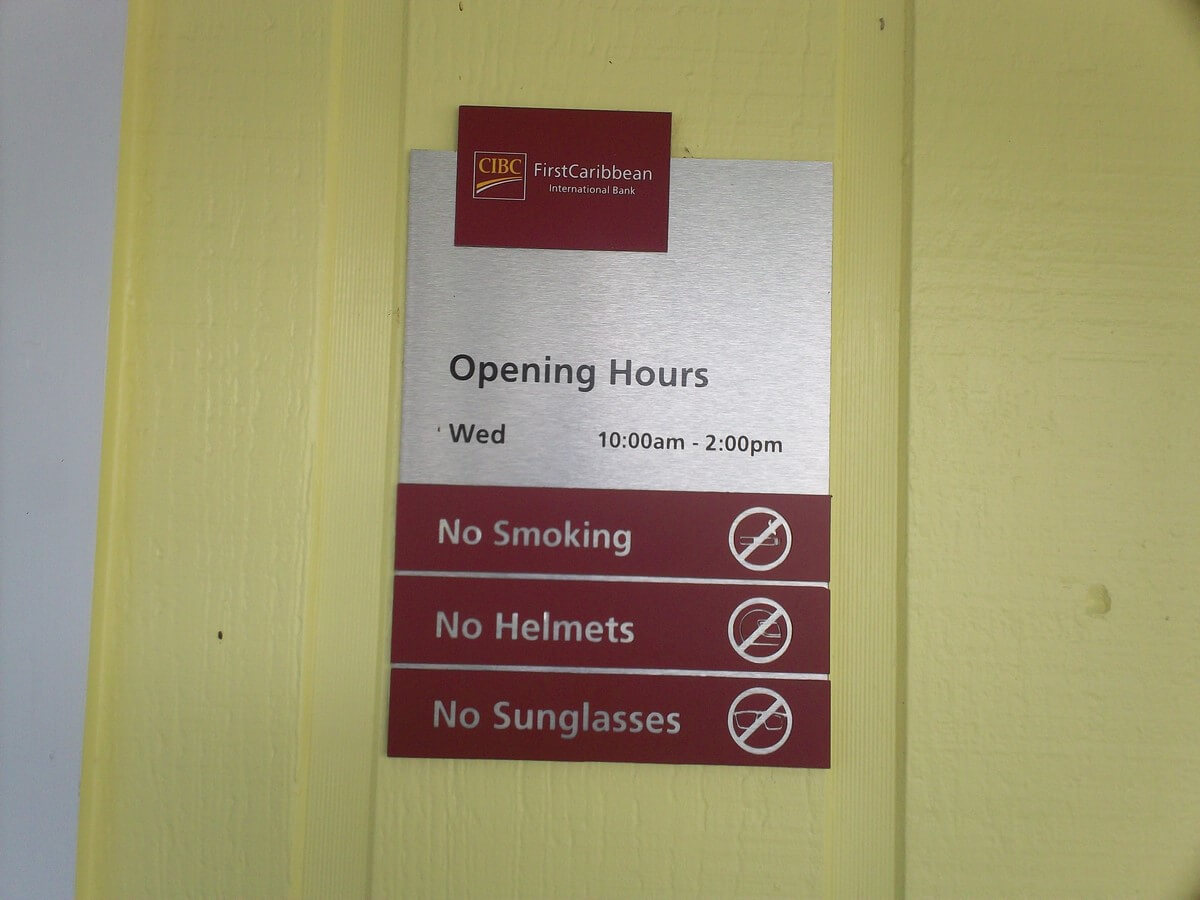 CIBC FirstCaribbean
International Bank
Opening Hours
Wed 10:00am - 2:00pm
No Smoking
No Helmets
No Sunglasses